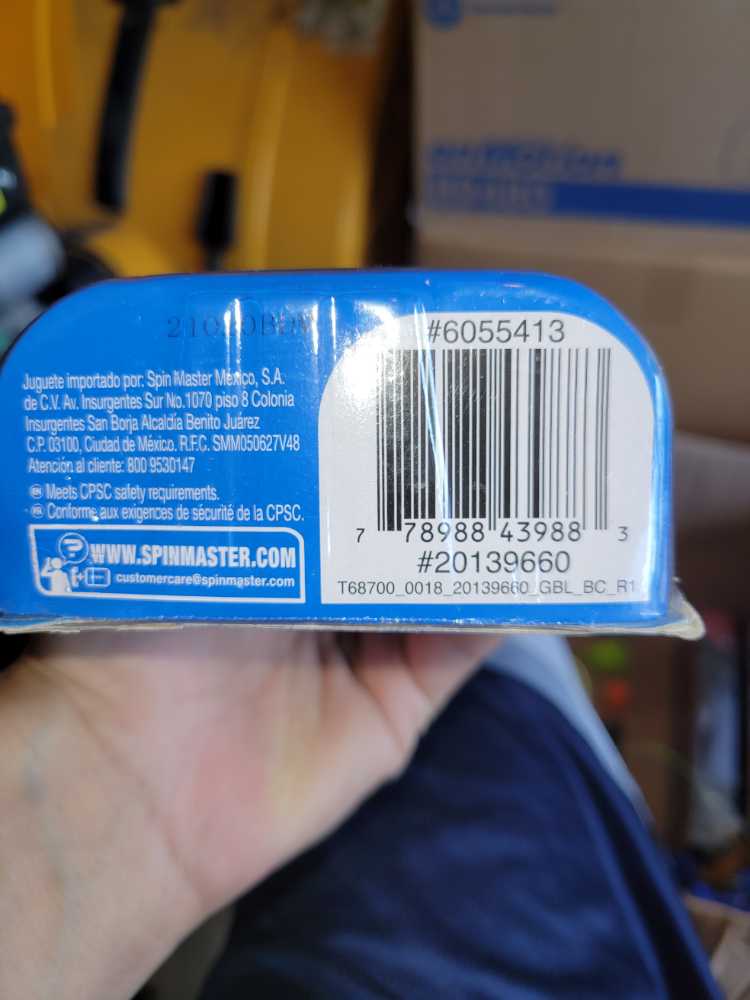 #6055413
Juguete importado por: Spin Master México, S.A.
de C.V. Av. Insurgentes Sur No.1070 piso 8 Colonia
Insurgentes San Borja Alcaldía Benito Juárez
C.P. 03100, Ciudad de México. R.F.C. SMM050627V48
Atención al cliente: 800 9530147
Meets CPSC safety requirements.
Conforme aux exigences de sécurité de la CPSC.
WWW.SPINMASTER.COM
customercare@spinmaster.com
7 78988 43988 3
#20139660
T68700_0018_20139660_GBL_BC_R1